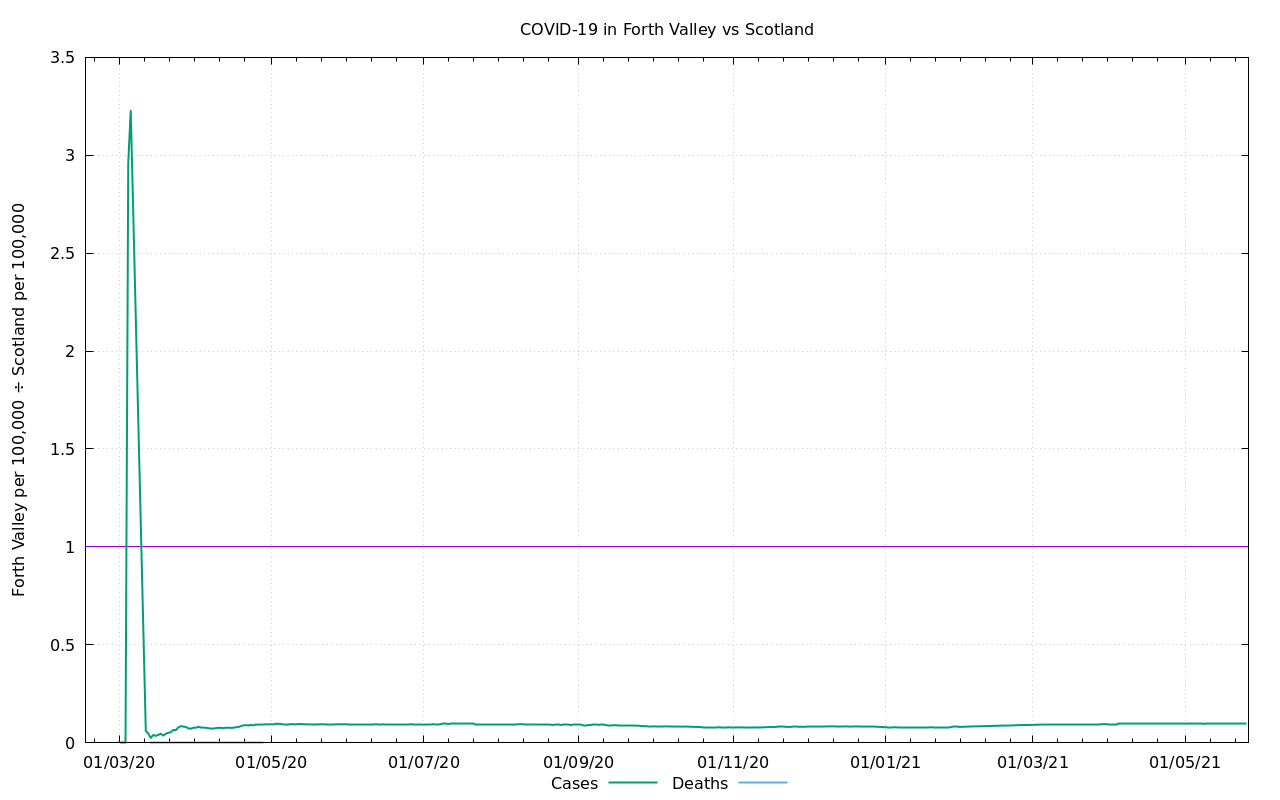 COVID-19 in Forth Valley vs Scotland
Forth Valley per 100,000 ÷ Scotland per 100,000
3.5
3
2.5
2
1.5
1
0.5
0
01/03/20 01/05/20 01/07/20 01/09/20 01/11/20 01/01/21 01/03/21 01/05/21
Cases Deaths